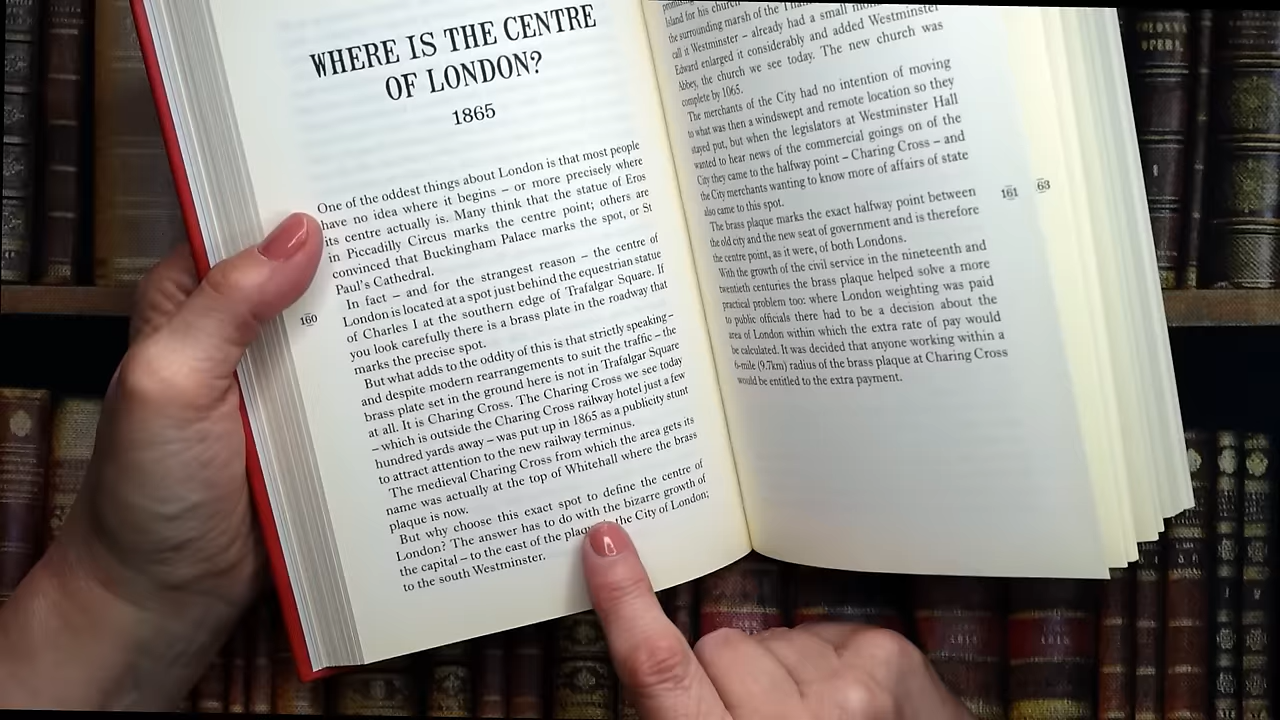 WHERE IS THE CENTRE
OF LONDON?
1865
One of the oddest things about London is that most people
have no idea where it begins – or more precisely where
its centre actually is. Many think that the statue of Eros
in Piccadilly Circus marks the centre point; others are
convinced that Buckingham Palace marks the spot, or St
Paul's Cathedral.
In fact – and for the strangest reason – the centre of
London is located at a spot just behind the equestrian statue
of Charles I at the southern edge of Trafalgar Square. If
you look carefully there is a brass plate in the roadway that
marks the precise spot.
But what adds to the oddity of this is that strictly speaking–
and despite modern rearrangements to suit the traffic – the
brass plate set in the ground here is not in Trafalgar Square
at all. It is Charing Cross. The Charing Cross we see today
– which is outside the Charing Cross railway hotel just a few
hundred yards away – was put up in 1865 as a publicity stunt
to attract attention to the new railway terminus.
The medieval Charing Cross from which the area gets its
name was actually at the top of Whitehall where the brass
plaque is now.
But why choose this exact spot to define the centre of
London? The answer has to do with the bizarre growth of
the capital – to the east of the the City of London;
to the south Westminster.
160
Island for his church
the surrounding marsh of the
call it Westminster – already had a small
Edward enlarged it considerably and added Westminster
Abbey, the church we see today. The new church was
complete by 1065.
The merchants of the City had no intention of moving
to what was then a windswept and remote location so they
stayed put, but when the legislators at Westminster Hall
wanted to hear news of the commercial goings on of the
City they came to the halfway point – Charing Cross – and
the City merchants wanting to know more of affairs of state
also came to this spot.
The brass plaque marks the exact halfway point between
the old city and the new seat of government and is therefore
the centre point, as it were, of both Londons.
With the growth of the civil service in the nineteenth and
twentieth centuries the brass plaque helped solve a more
practical problem too: where London weighting was paid
to public officials there had to be a decision about the
area of London within which the extra rate of pay would
be calculated. It was decided that anyone working within a
6-mile (9.7km) radius of the brass plaque at Charing Cross
would be entitled to the extra payment.
161
63
OPERA.